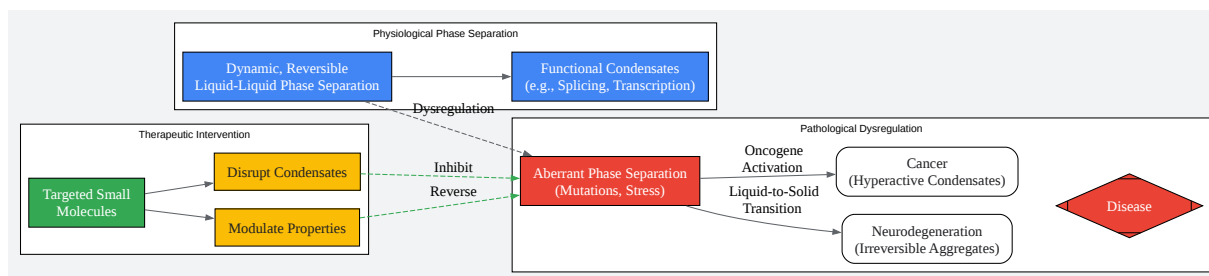 Physiological Phase Separation
Dynamic, Reversible
Liquid-Liquid Phase Separation
Functional Condensates
(e.g., Splicing, Transcription)
Dysregulation
Therapeutic Intervention
Targeted Small
Molecules
Disrupt Condensates
Modulate Properties
Inhibit
Reverse
Pathological Dysregulation
Aberrant Phase Separation
(Mutations, Stress)
Oncogene
Activation
Liquid-to-Solid
Transition
Cancer
(Hyperactive Condensates)
Neurodegeneration
(Irreversible Aggregates)
Disease